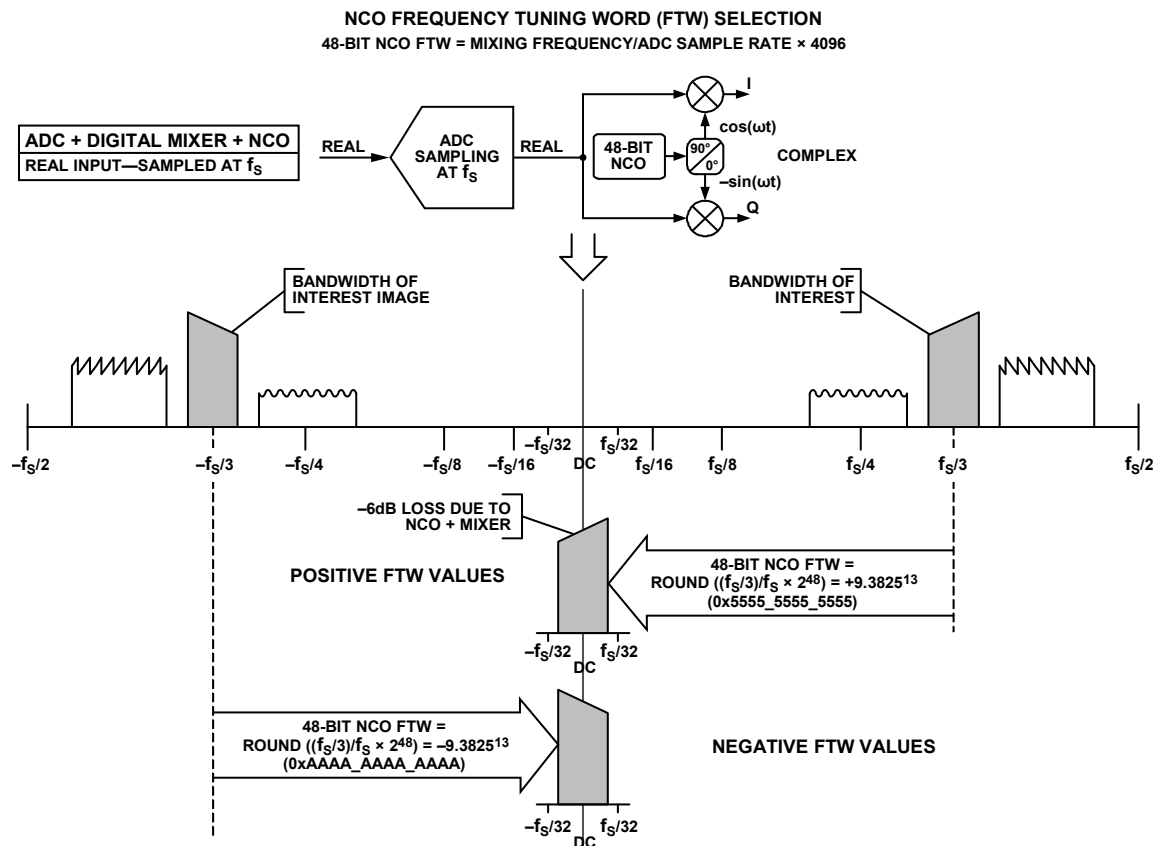 NCO FREQUENCY TUNING WORD (FTW) SELECTION
48-BIT NCO FTW = MIXING FREQUENCY/ADC SAMPLE RATE × 4096
ADC + DIGITAL MIXER + NCO
REAL INPUT—SAMPLED AT fS
REAL
ADC
SAMPLING
AT fS
REAL
48-BIT
NCO
90°
0°
I
cos(ωt)
COMPLEX
–sin(ωt)
Q
BANDWIDTH OF
INTEREST IMAGE
BANDWIDTH OF
INTEREST
–fS/2
–fS/3
–fS/4
–fS/8
–fS/16
–fS/32
DC
fS/32
fS/16
fS/8
fS/4
fS/3
fS/2
–6dB LOSS DUE TO
NCO + MIXER
POSITIVE FTW VALUES
48-BIT NCO FTW =
ROUND ((fS/3)/fS × 2^48) = +9.3825^13
(0x5555_5555_5555)
–fS/32
DC
fS/32
48-BIT NCO FTW =
ROUND ((fS/3)/fS × 2^48) = –9.3825^13
(0xAAAA_AAAA_AAAA)
NEGATIVE FTW VALUES
–fS/32
DC
fS/32